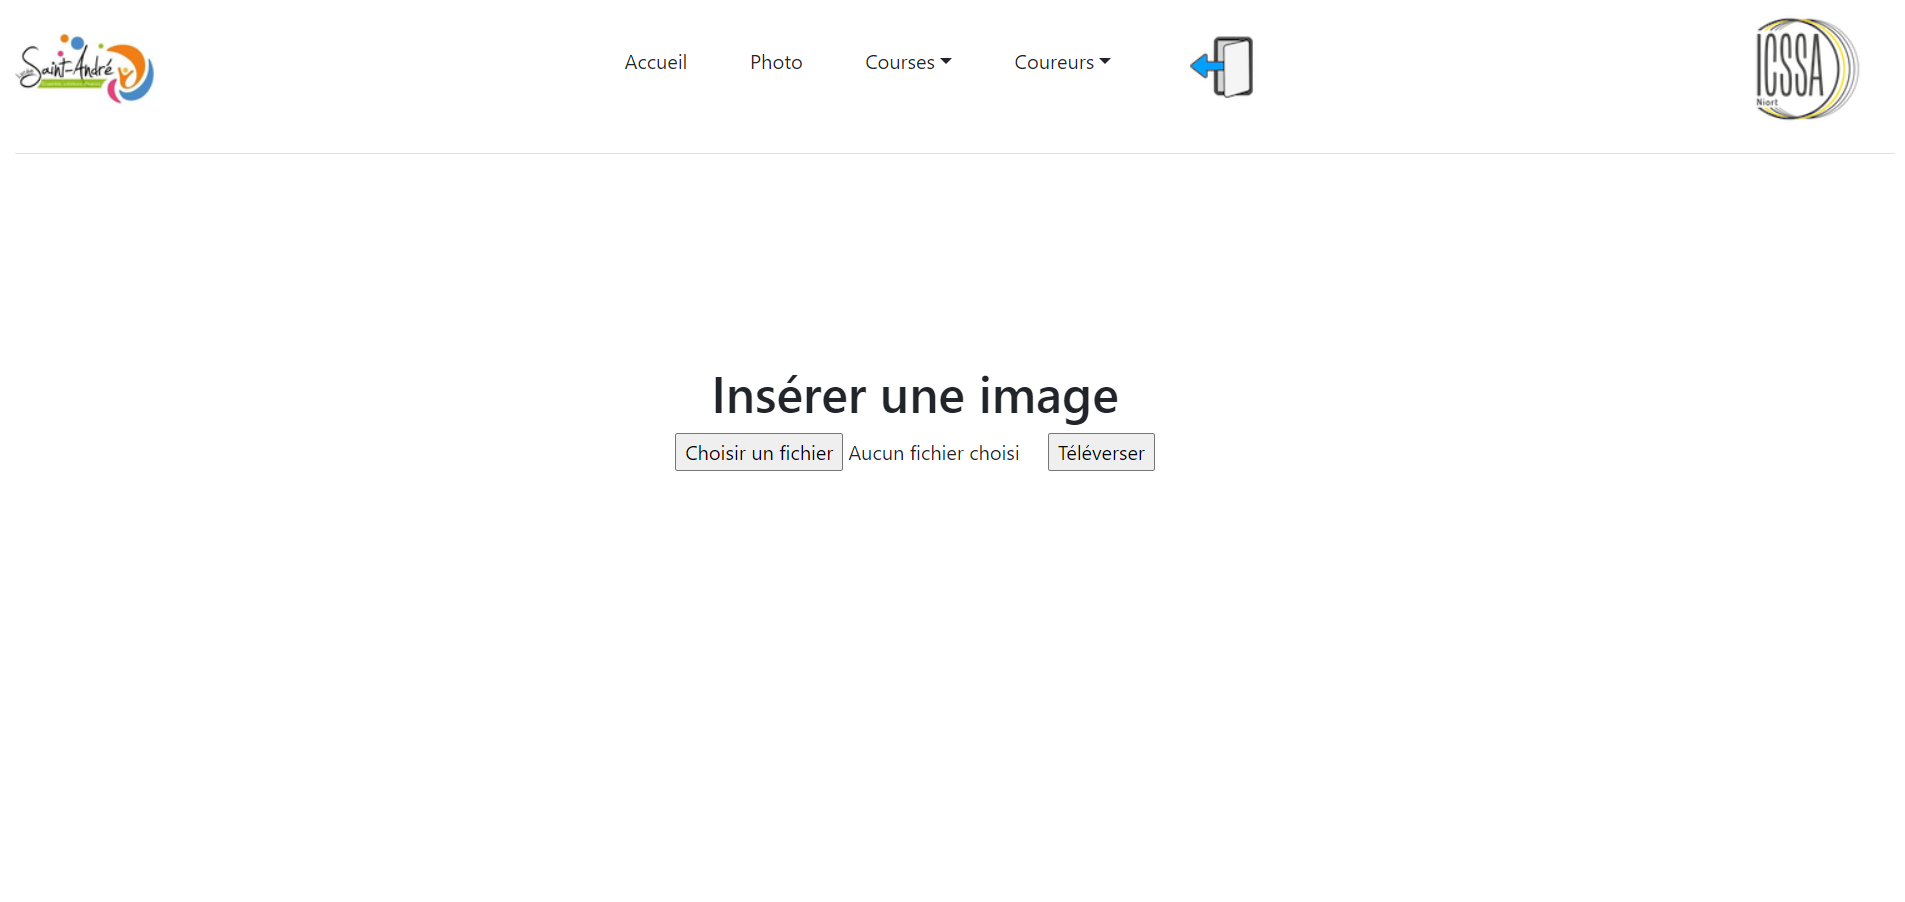 Saint-André
Accueil
Photo
Courses
Coureurs
ICSSA
Niort
Insérer une image
Choisir un fichier Aucun fichier choisi Téléverser